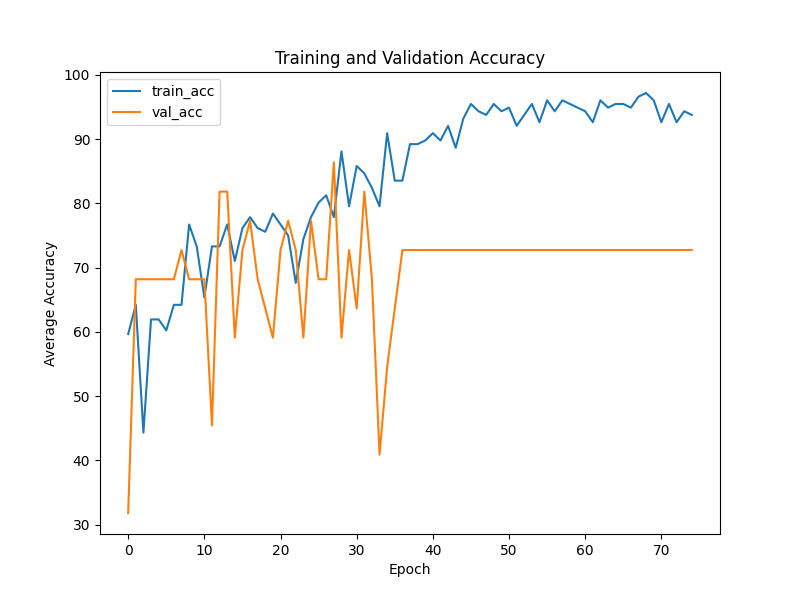 Training and Validation Accuracy
train_acc
val_acc
100
90
80
70
60
50
40
30
Average Accuracy
0 10 20 30 40 50 60 70
Epoch